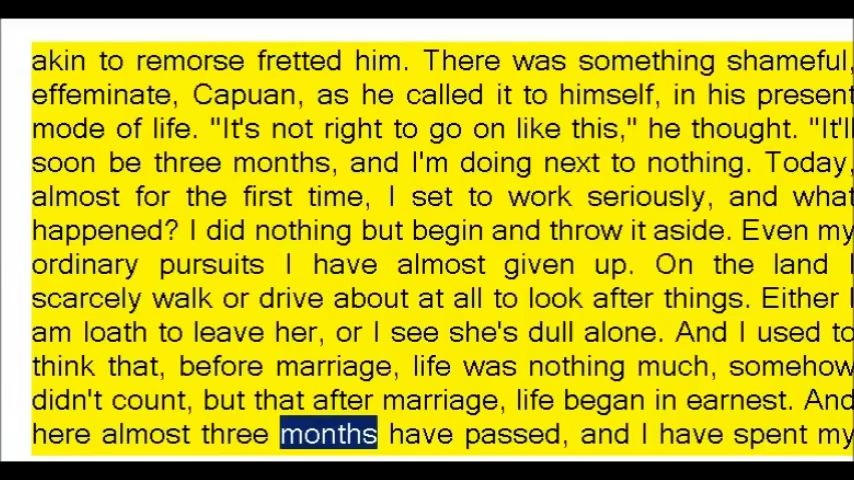 akin to remorse fretted him. There was something shameful,
effeminate, Capuan, as he called it to himself, in his present
mode of life. "It's not right to go on like this," he thought. "It'll
soon be three months, and I'm doing next to nothing. Today,
almost for the first time, I set to work seriously, and what
happened? I did nothing but begin and throw it aside. Even my
ordinary pursuits I have almost given up. On the land I
scarcely walk or drive about at all to look after things. Either I
am loath to leave her, or I see she's dull alone. And I used to
think that, before marriage, life was nothing much, somehow
didn't count, but that after marriage, life began in earnest. And
here almost three months have passed, and I have spent my